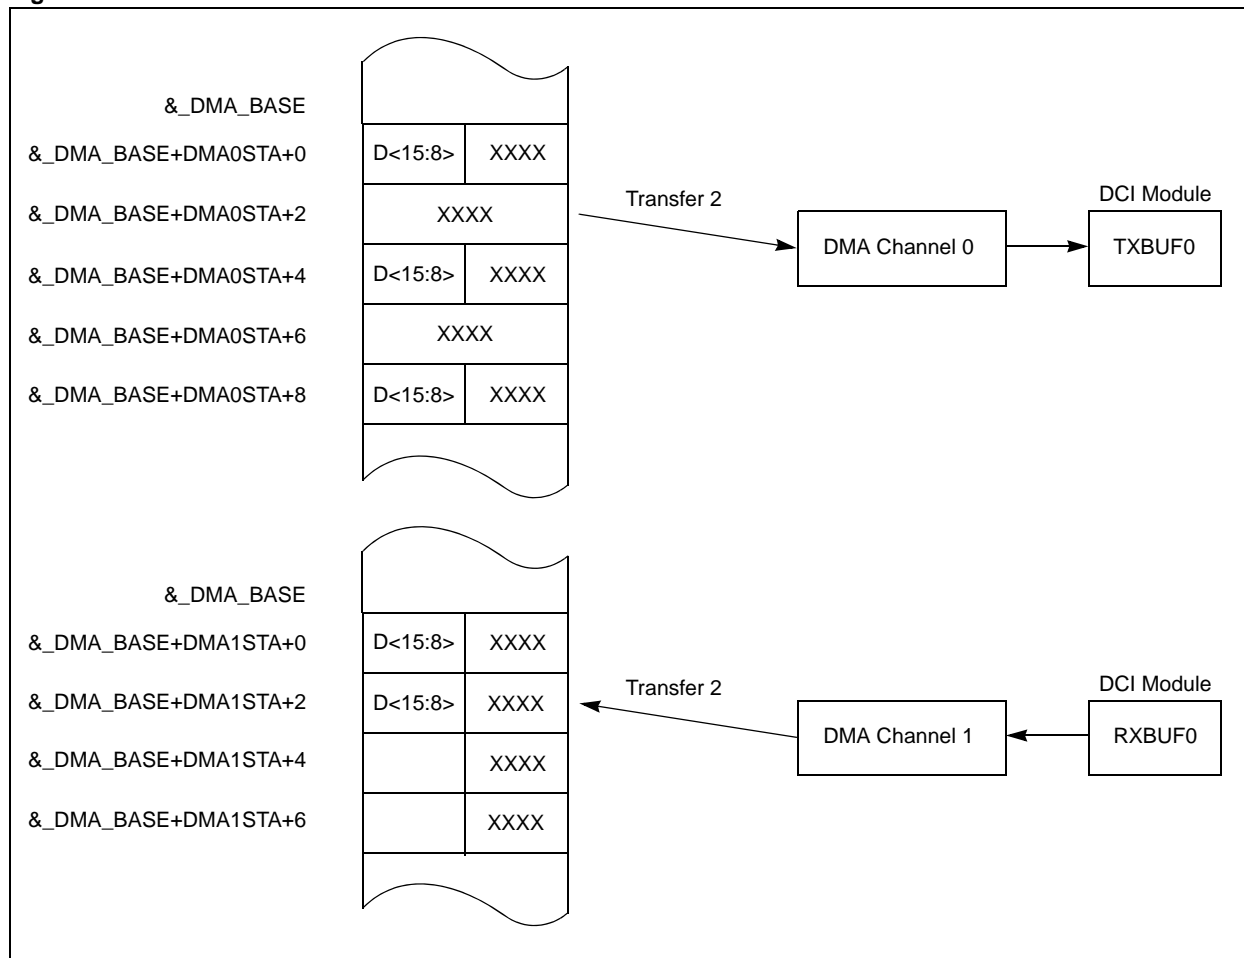 &_DMA_BASE
&_DMA_BASE+DMA0STA+0 D<15:8> XXXX
&_DMA_BASE+DMA0STA+2 XXXX Transfer 2 DCI Module
&_DMA_BASE+DMA0STA+4 D<15:8> XXXX DMA Channel 0 TXBUF0
&_DMA_BASE+DMA0STA+6 XXXX
&_DMA_BASE+DMA0STA+8 D<15:8> XXXX
&_DMA_BASE
&_DMA_BASE+DMA1STA+0 D<15:8> XXXX
&_DMA_BASE+DMA1STA+2 D<15:8> XXXX Transfer 2 DCI Module
&_DMA_BASE+DMA1STA+4 XXXX DMA Channel 1 RXBUF0
&_DMA_BASE+DMA1STA+6 XXXX